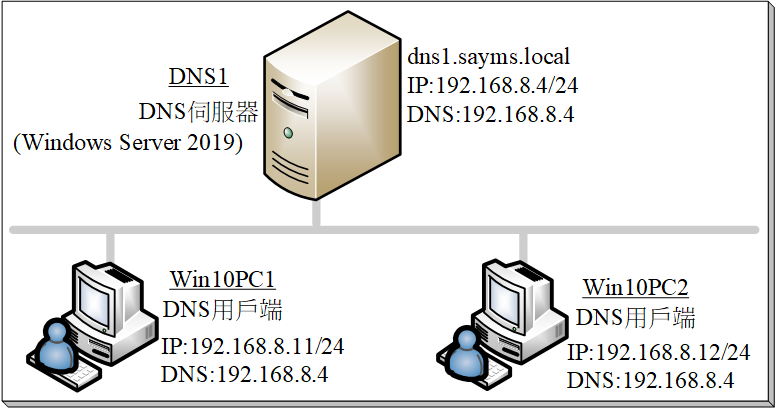 DNS1
DNS伺服器
(Windows Server 2019)
dns1.sayms.local
IP:192.168.8.4/24
DNS:192.168.8.4
Win10PC1
DNS用戶端
IP:192.168.8.11/24
DNS:192.168.8.4
Win10PC2
DNS用戶端
IP:192.168.8.12/24
DNS:192.168.8.4